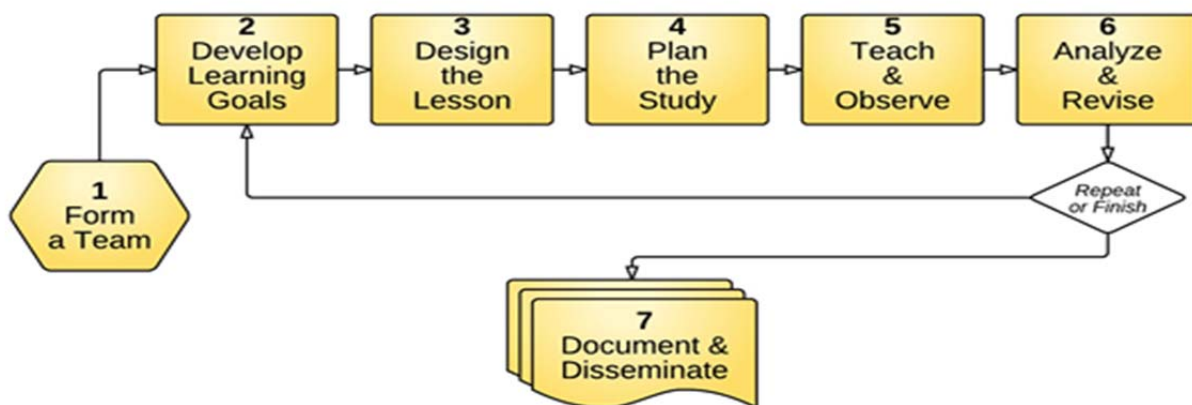 1
Form
a Team
2
Develop
Learning
Goals
3
Design
the
Lesson
4
Plan
the
Study
5
Teach
&
Observe
6
Analyze
&
Revise
Repeat
or Finish
7
Document &
Disseminate